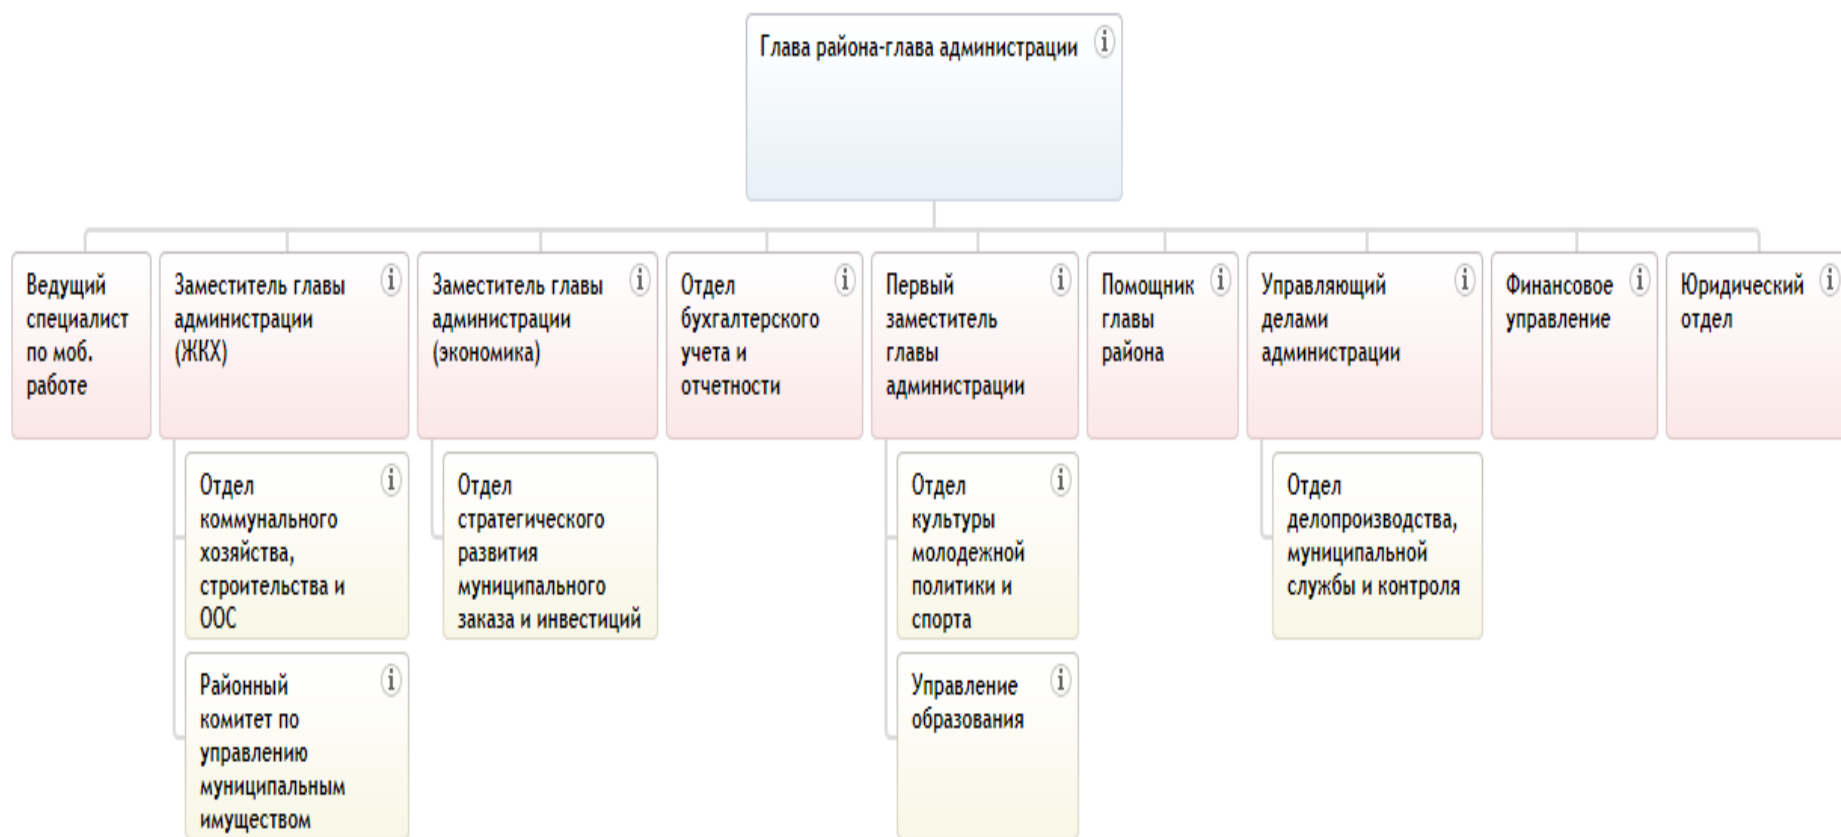 Глава района-глава администрации
Ведущий
специалист
по моб.
работе
Заместитель главы
администрации
(ЖКХ)
Заместитель главы
администрации
(экономика)
Отдел
бухгалтерского
учета и
отчетности
Первый
заместитель
главы
администрации
Помощник
главы
района
Управляющий
делами
администрации
Финансовое
управление
Юридический
отдел
Отдел
коммунального
хозяйства,
строительства и
ООС
Отдел
стратегического
развития
муниципального
заказа и инвестиций
Отдел
культуры
молодежной
политики и
спорта
Отдел
делопроизводства,
муниципальной
службы и контроля
Районный
комитет по
управлению
муниципальным
имуществом
Управление
образования